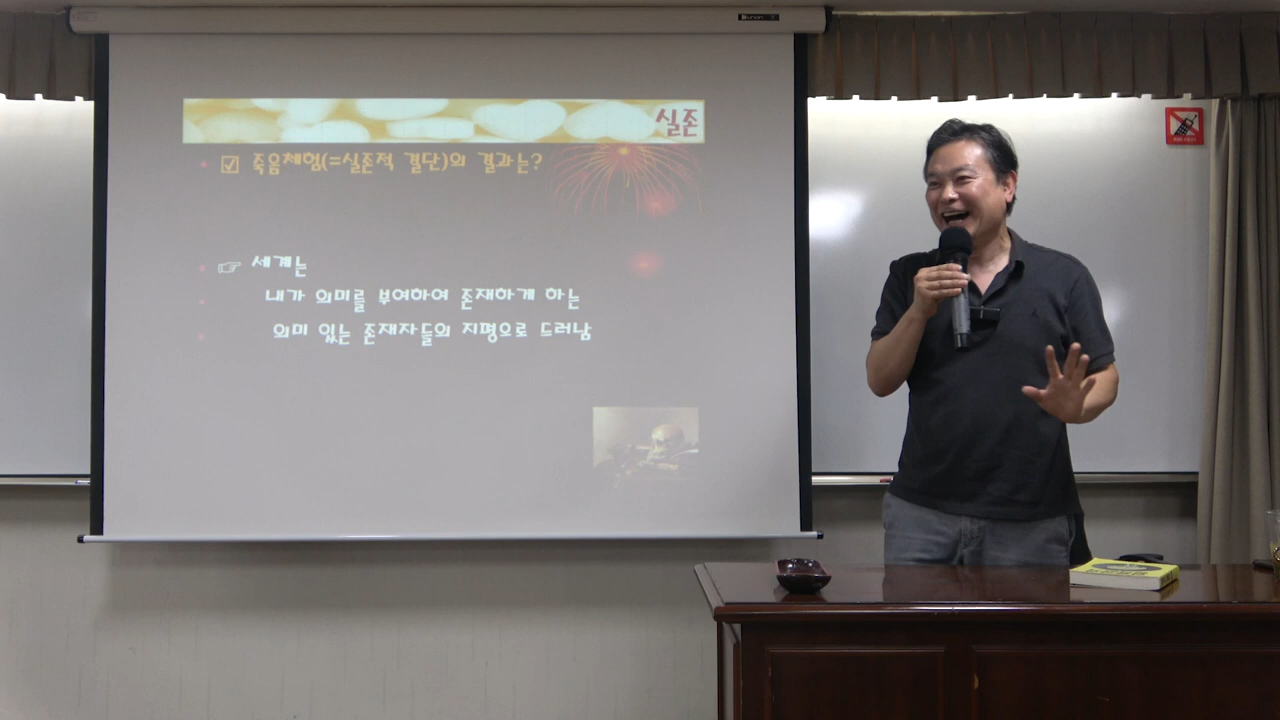 실존
☑ 죽음체험(=실존적 결단)의 결과는?
☞ 세계는
내가 의미를 부여하여 존재하게 하는
의미 있는 존재자들의 지평으로 드러남